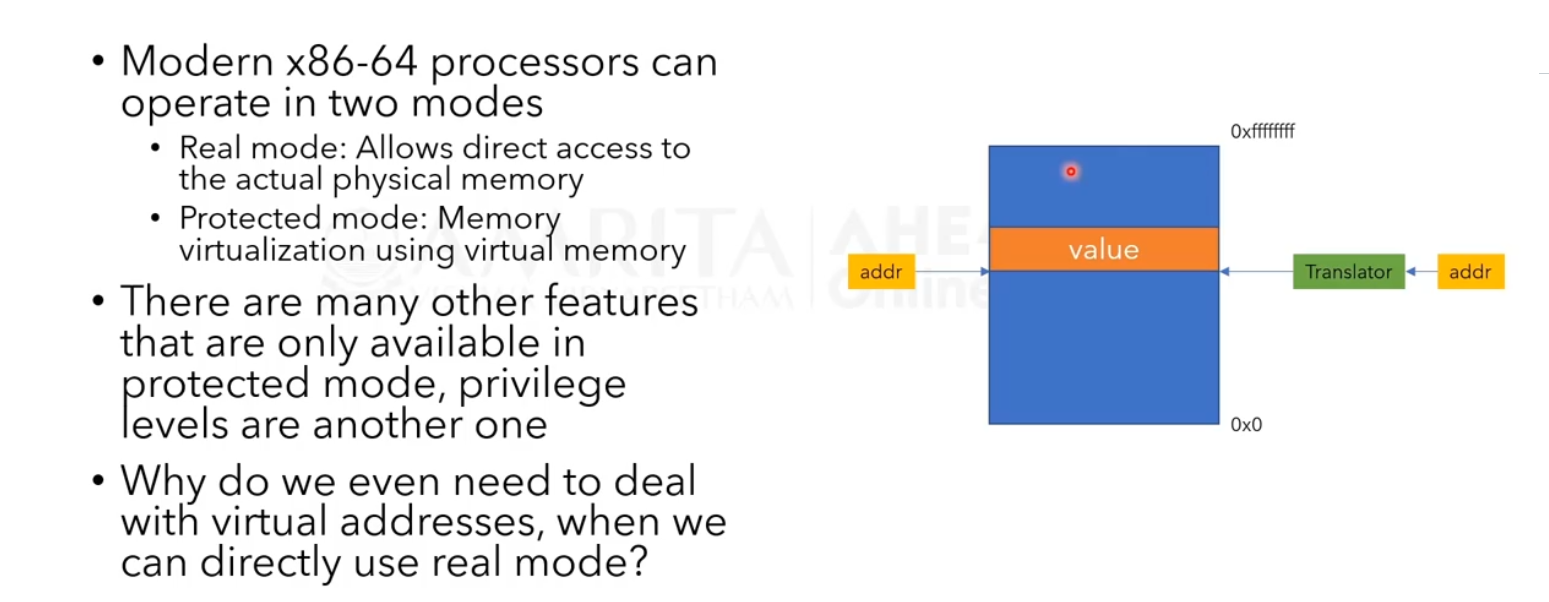 • Modern x86-64 processors can
operate in two modes
• Real mode: Allows direct access to
the actual physical memory
• Protected mode: Memory
virtualization using virtual memory
• There are many other features
that are only available in
protected mode, privilege
levels are another one
• Why do we even need to deal
with virtual addresses, when we
can directly use real mode?
0xffffffff
value
addr
Translator
addr
0x0
AMRITA
AHE-
Online